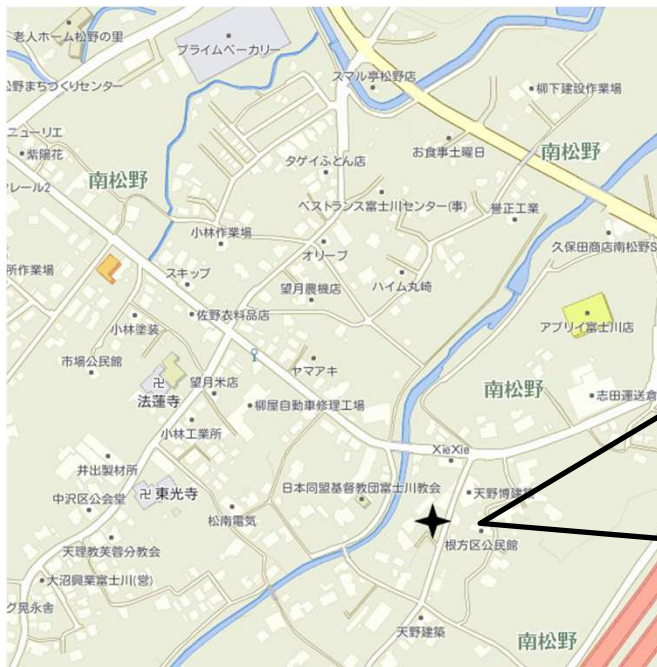 老人ホーム松野の里
プライムベーカリー
松野まちづくりセンター
スマル亭松野店
柳下建設作業場
ニューリエ
紫陽花
お食事土曜日
南松野
タゲイふとん店
南松野
レール2
ベストランス富士川センター(事)
誉正工業
小林作業場
久保田商店南松野S
オリーブ
所作業場
スキップ
望月農機店
ハイム丸崎
佐野衣料品店
小林塗装
アプリイ富士川店
市場公民館
ヤマアキ
望月米店
南松野
法蓮寺
志田運送倉
柳屋自動車修理工場
小林工業所
XieXie
井出製材所
日本同盟基督教団富士川教会
天野博建築
中沢区公会堂
東光寺
松南電気
根方区公民館
天理教芙蓉分教会
大沼興業富士川(営)
グ晃永舎
天野建築
南松野